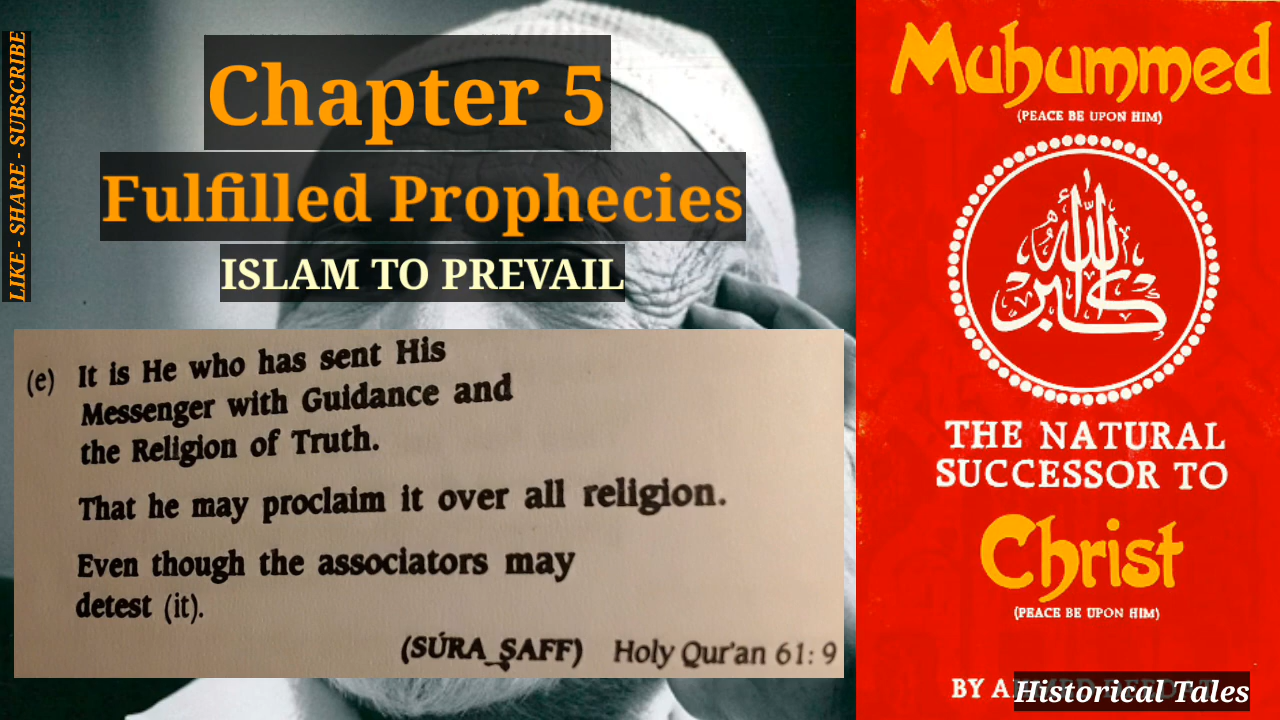 LIKE - SHARE - SUBSCRIBE
Chapter 5
Fulfilled Prophecies
ISLAM TO PREVAIL
(e) It is He who has sent His
Messenger with Guidance and
the Religion of Truth.
That he may proclaim it over all religion.
Even though the associators may
detest (it).
(SÚRA ṢAFF) Holy Qur'an 61: 9
Muhummed
(PEACE BE UPON HIM)
الله
اكبر
THE NATURAL
SUCCESSOR TO
Christ
(PEACE BE UPON HIM)
BY
Historical Tales